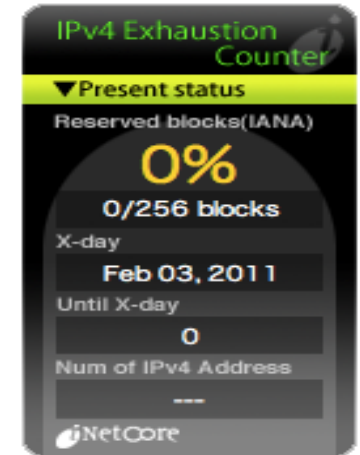 IPv4 Exhaustion
Counter
▼Present status
Reserved blocks(IANA)
0%
0/256 blocks
X-day
Feb 03, 2011
Until X-day
0
Num of IPv4 Address
---
iNetCore